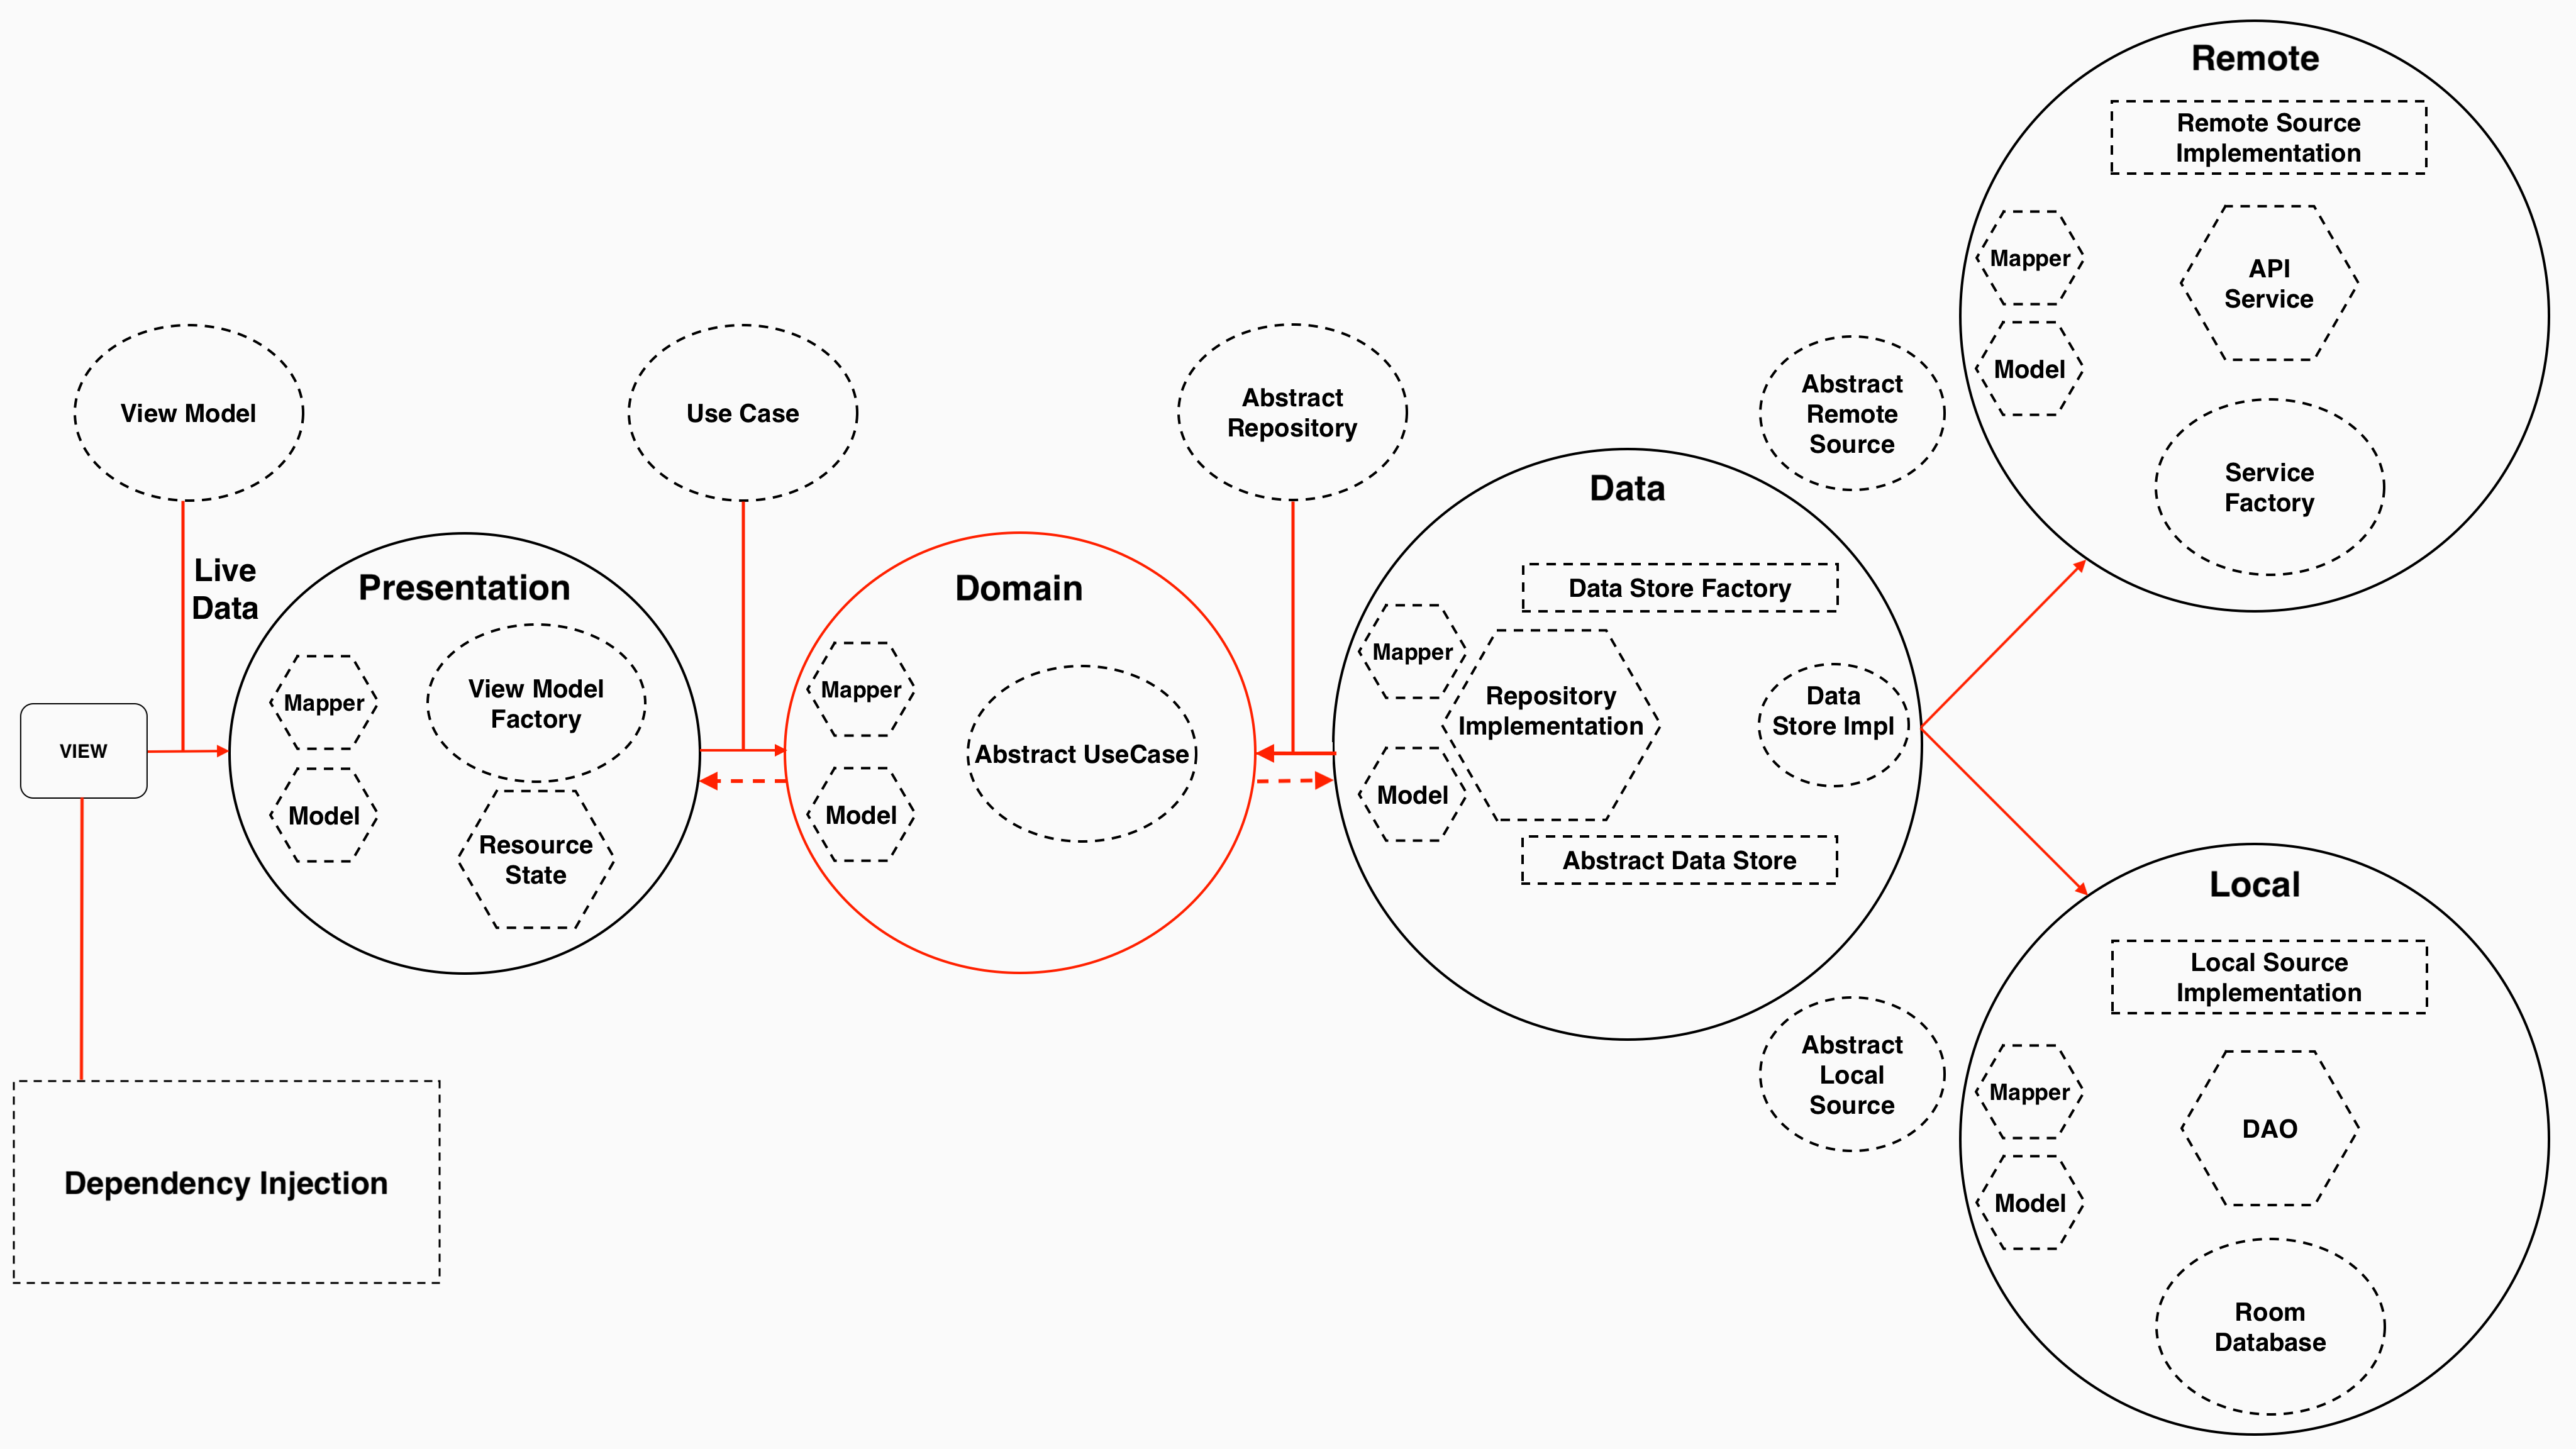 Remote
Remote Source
Implementation
Mapper
API
Service
Model
Service
Factory
View Model
Use Case
Abstract
Repository
Abstract
Remote
Source
Live
Data
Presentation
Mapper
View Model
Factory
Model
Resource
State
Domain
Mapper
Abstract UseCase
Model
Data
Data Store Factory
Mapper
Repository
Implementation
Data
Store Impl
Model
Abstract Data Store
VIEW
Dependency Injection
Abstract
Local
Source
Local
Local Source
Implementation
Mapper
DAO
Model
Room
Database